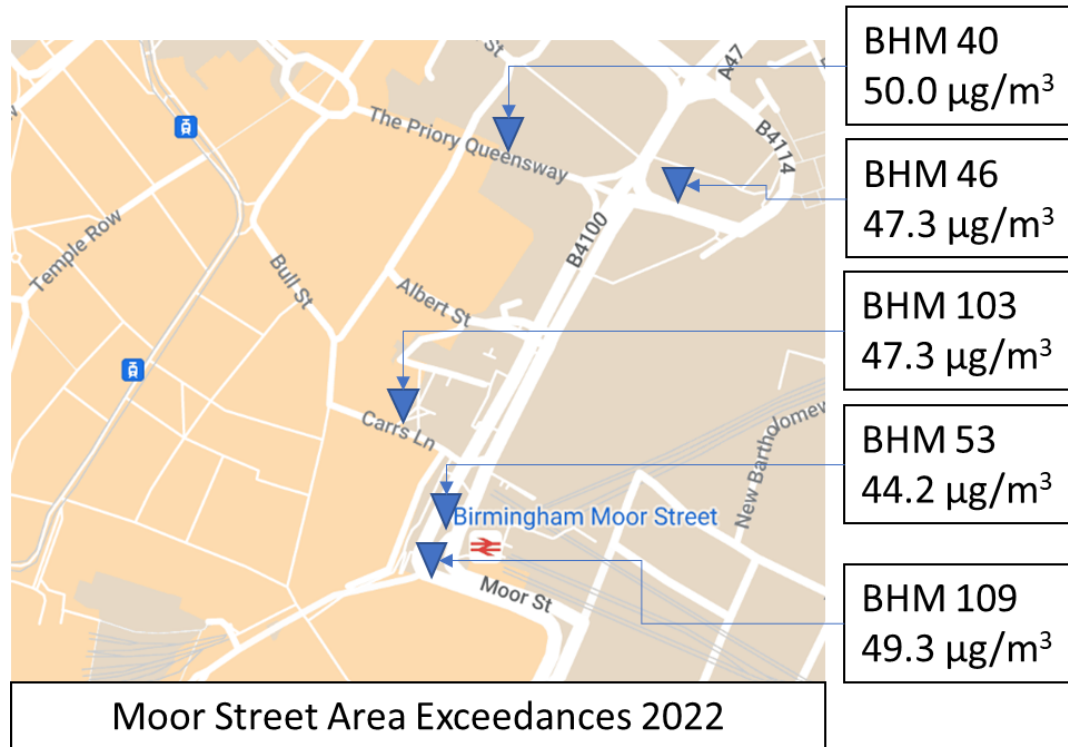 BHM 40
50.0 µg/m³
BHM 46
47.3 µg/m³
BHM 103
47.3 µg/m³
BHM 53
44.2 µg/m³
BHM 109
49.3 µg/m³
St
A47
The Priory Queensway
B4114
B4100
Temple Row
Bull St
Albert St
Carrs Ln
New Bartholomew
Birmingham Moor Street
Moor St
Moor Street Area Exceedances 2022